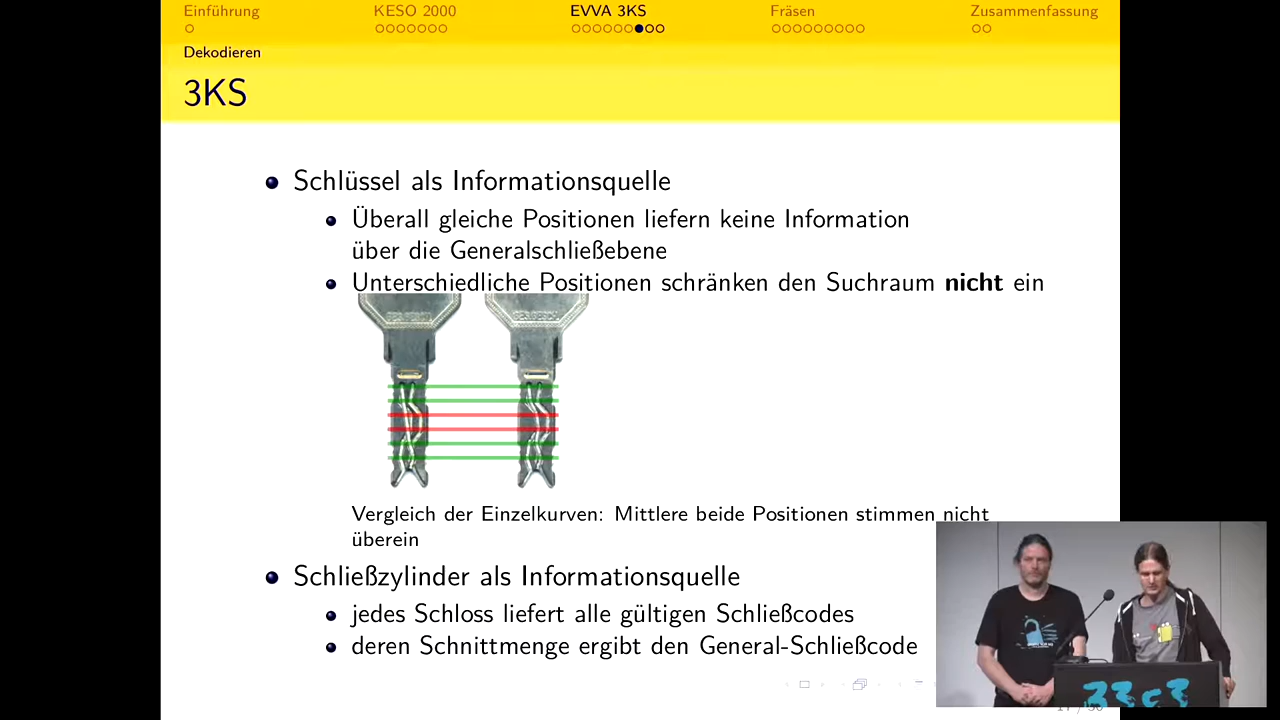 Einführung KESO 2000 EVVA 3KS Fräsen Zusammenfassung
Dekodieren
3KS
Schlüssel als Informationsquelle
Überall gleiche Positionen liefern keine Information
über die Generalschließebene
Unterschiedliche Positionen schränken den Suchraum nicht ein
Vergleich der Einzelkurven: Mittlere beide Positionen stimmen nicht
überein
Schließzylinder als Informationsquelle
jedes Schloss liefert alle gültigen Schließcodes
deren Schnittmenge ergibt den General-Schließcode
33c3